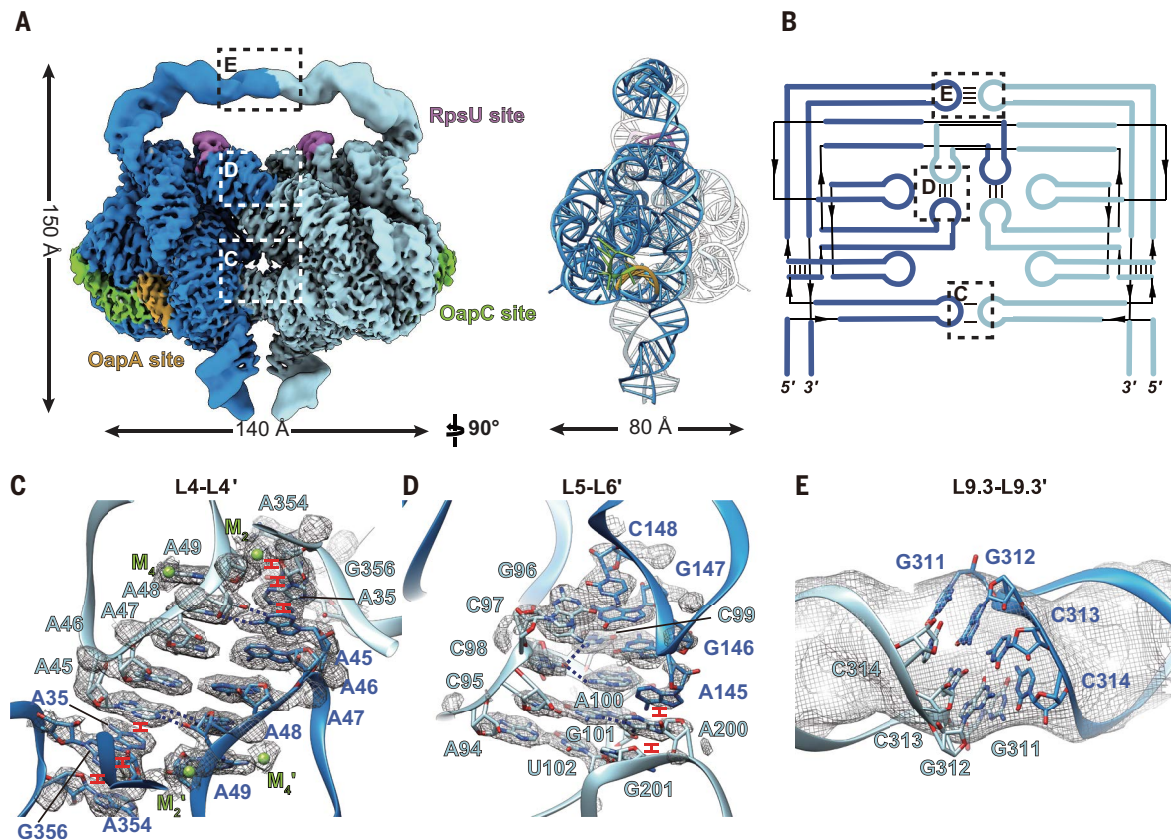 A
B
E
RpsU site
D
C
150 Å
OapC site
OapA site
140 Å
90°
80 Å
E
D
C
5'
3'
3'
5'
C
L4-L4'
D
L5-L6'
E
L9.3-L9.3'
A354
M2
A49
M4
A48
G356
A35
A47
A46
A45
A45
A46
A35
A47
A48
M2'
A49
M4'
G356
A354
C148
G96
G147
C97
C99
C98
G146
C95
A100
A145
A94
G101
A200
U102
G201
G311
G312
C313
C314
C314
C313
G312
G311
H
H
H
H
H
H
H
H